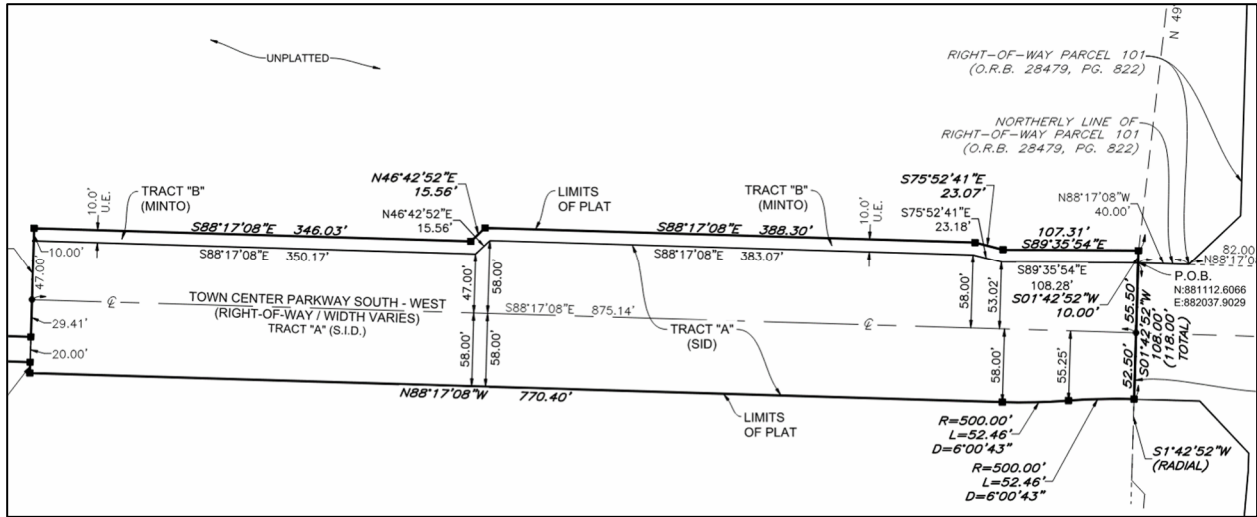 UNPLATTED
N 49
RIGHT-OF-WAY PARCEL 101
(O.R.B. 28479, PG. 822)
NORTHERLY LINE OF
RIGHT-OF-WAY PARCEL 101
(O.R.B. 28479, PG. 822)
N46°42'52"E
15.56'
S75°52'41"E
23.07'
N88°17'08"W
40.00'
10.0'
U.E.
TRACT "B"
(MINTO)
N46°42'52"E
15.56'
LIMITS
OF PLAT
TRACT "B"
(MINTO)
10.0'
U.E.
S75°52'41"E
23.18'
S88°17'08"E 346.03'
S88°17'08"E 388.30'
107.31'
S89°35'54"E
82.00
10.00'
S88°17'08"E 350.17'
S88°17'08"E 383.07'
S89°35'54"E
108.28'
P.O.B.
N:881112.6066
E:882037.9029
S01°42'52"W
10.00'
47.00'
47.00'
58.00'
58.00'
53.02'
55.50'
S01°42'52"W
108.00'
(118.00'
TOTAL)
TOWN CENTER PARKWAY SOUTH - WEST
(RIGHT-OF-WAY / WIDTH VARIES)
TRACT "A" (S.I.D.)
S88°17'08"E 875.14'
TRACT "A"
(SID)
29.41'
20.00'
58.00'
58.00'
58.00'
55.25'
52.50'
N88°17'08"W 770.40'
LIMITS
OF PLAT
R=500.00'
L=52.46'
D=6°00'43"
R=500.00'
L=52.46'
D=6°00'43"
S1°42'52"W
(RADIAL)